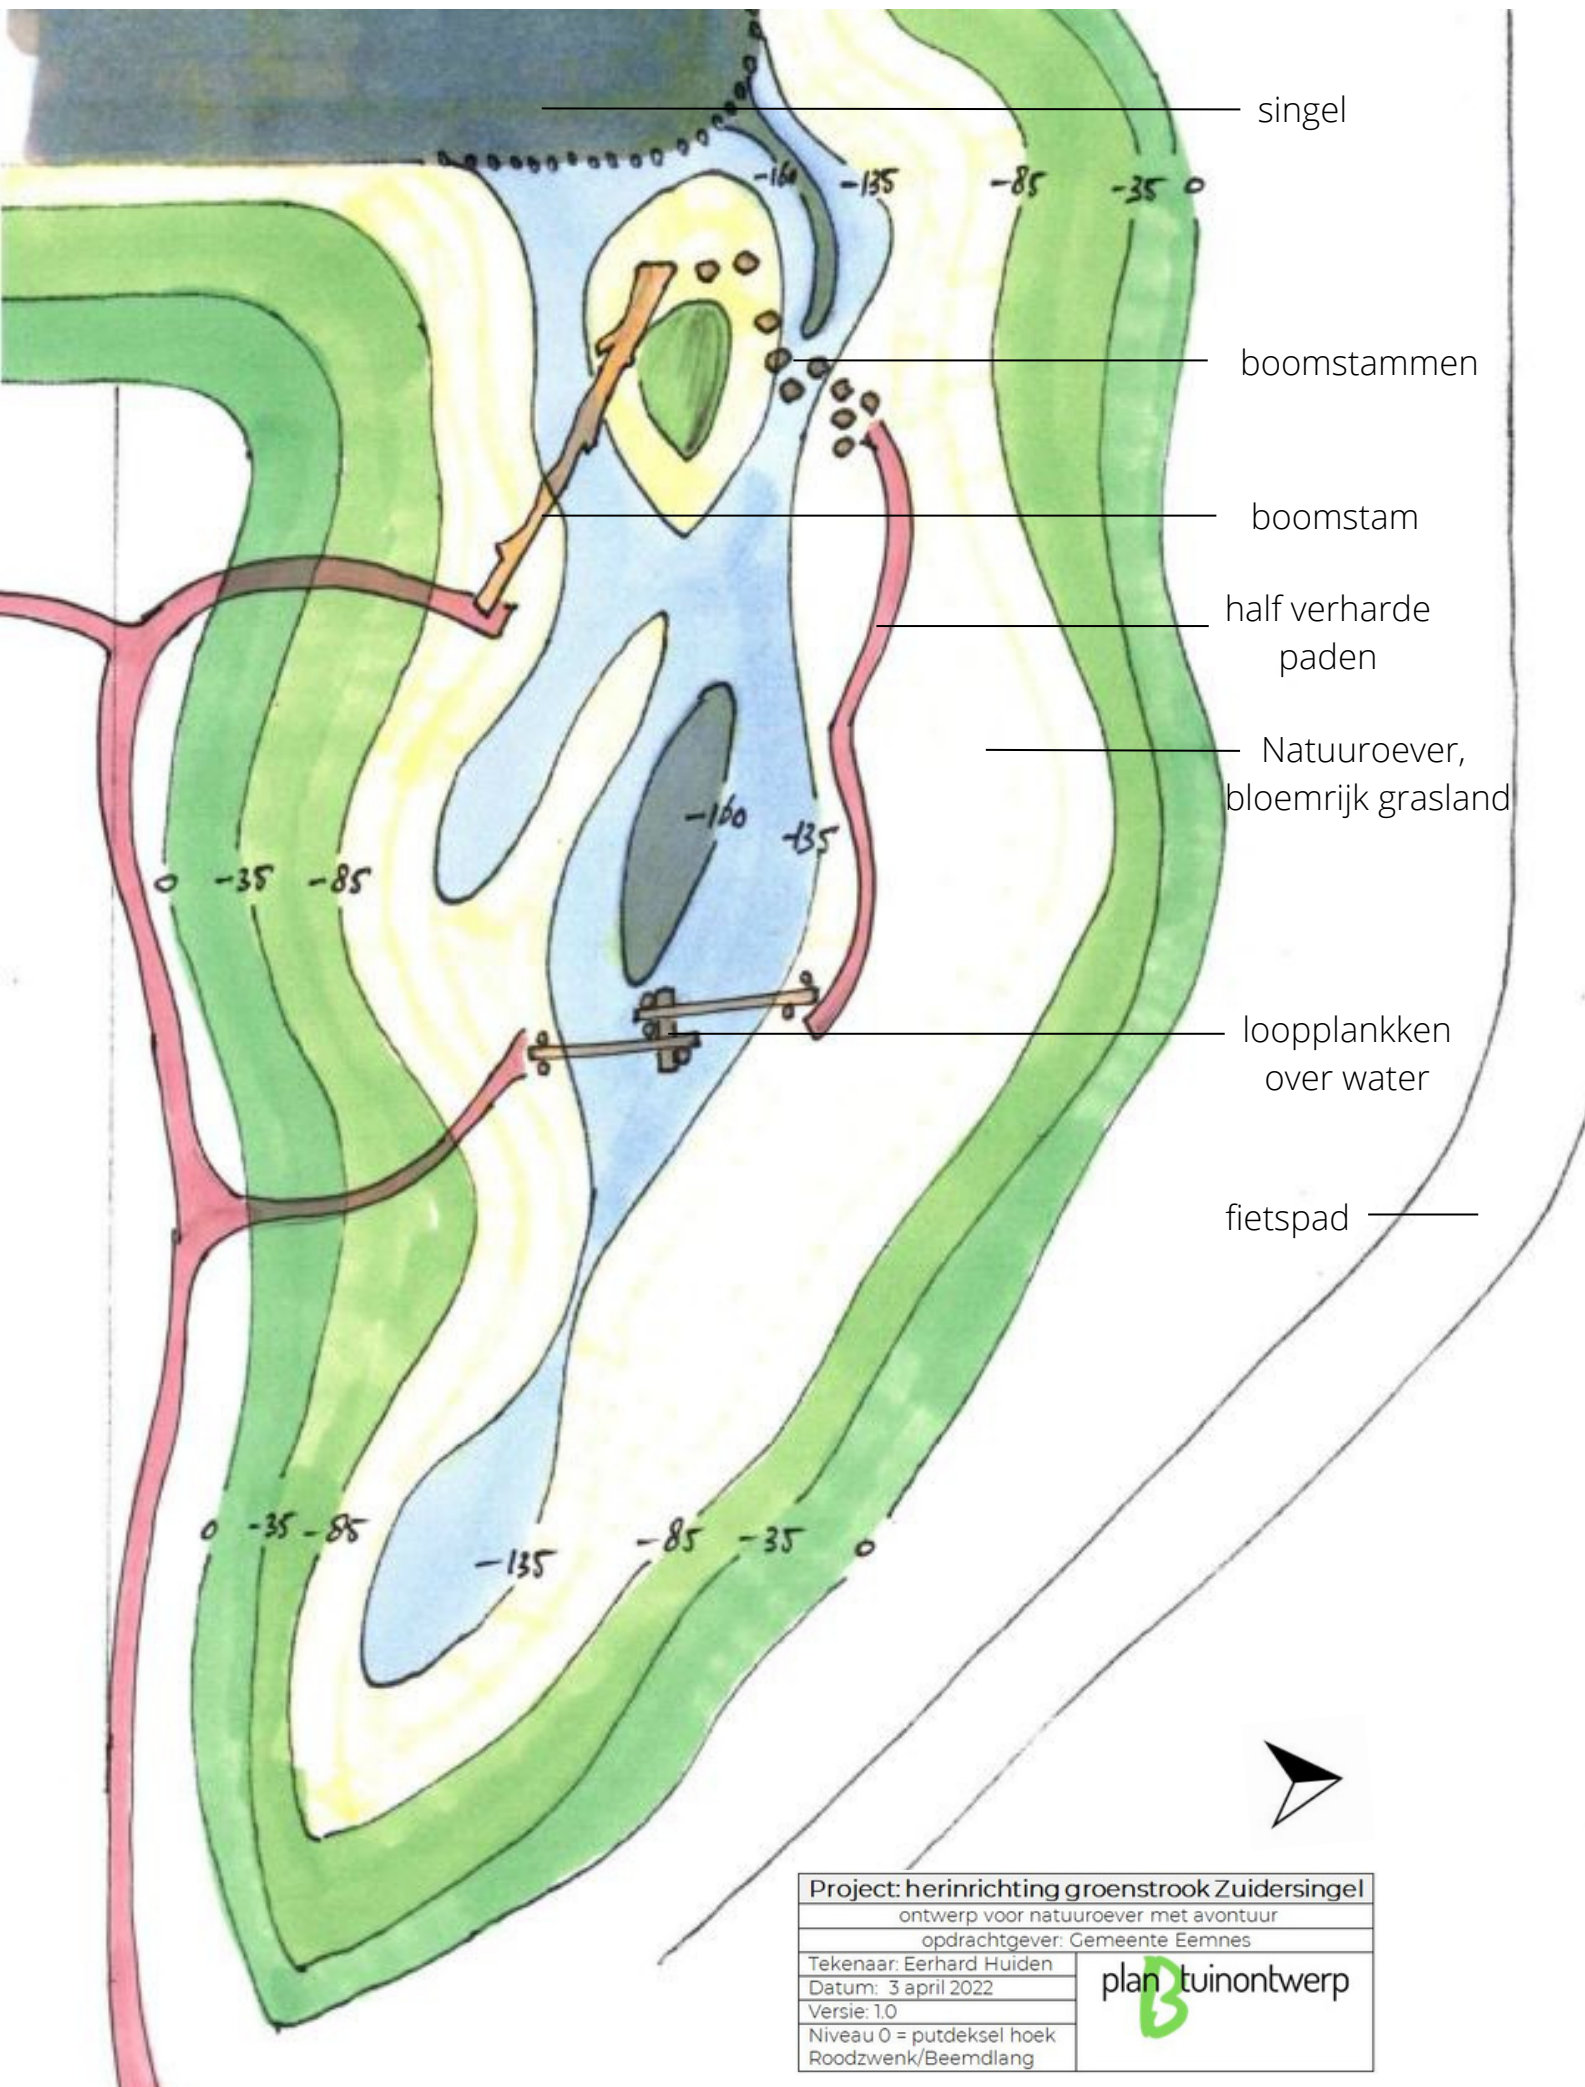 singel
-160 -135 -85 -35 0
boomstammen
boomstam
half verharde
paden
Natuuroever,
bloemrijk grasland
-160
-135
0 -35 -85
loopplankken
over water
fietspad
0 -35 -85
-135
-85 -35 0
Project: herinrichting groenstrook Zuidersingel
ontwerp voor natuuroever met avontuur
opdrachtgever: Gemeente Eemnes
Tekenaar: Eerhard Huiden
Datum: 3 april 2022
Versie: 1.0
Niveau 0 = putdeksel hoek
Roodzwenk/Beemdlang
plan B tuinontwerp